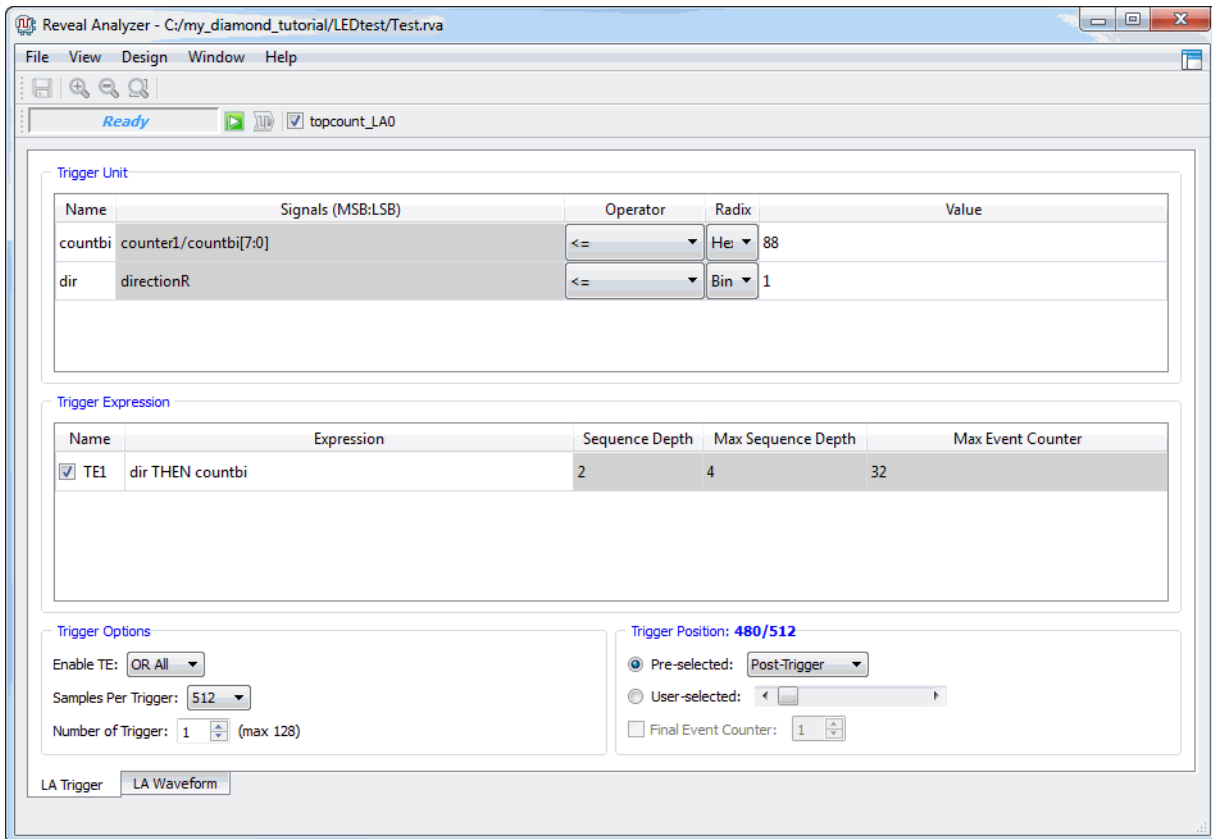 Reveal Analyzer - C:/my_diamond_tutorial/LEDtest/Test.rva
File View Design Window Help
Ready topcount_LA0
Trigger Unit
Name Signals (MSB:LSB) Operator Radix Value
countbi counter1/countbi[7:0] <= He: 88
dir directionR <= Bin 1
Trigger Expression
Name Expression Sequence Depth Max Sequence Depth Max Event Counter
TE1 dir THEN countbi 2 4 32
Trigger Options
Enable TE: OR All
Samples Per Trigger: 512
Number of Trigger: 1 (max 128)
Trigger Position: 480/512
Pre-selected: Post-Trigger
User-selected:
Final Event Counter: 1
LA Trigger LA Waveform